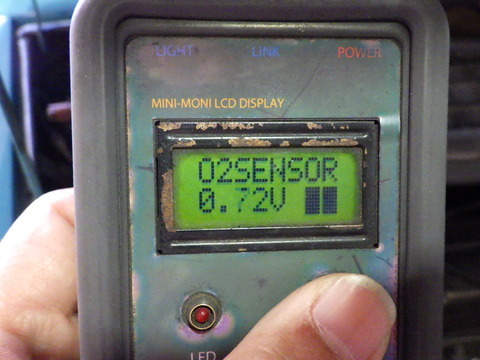 LIGHT LINK POWER
MINI-MONI LCD DISPLAY
O2SENSOR
0.72V
LED